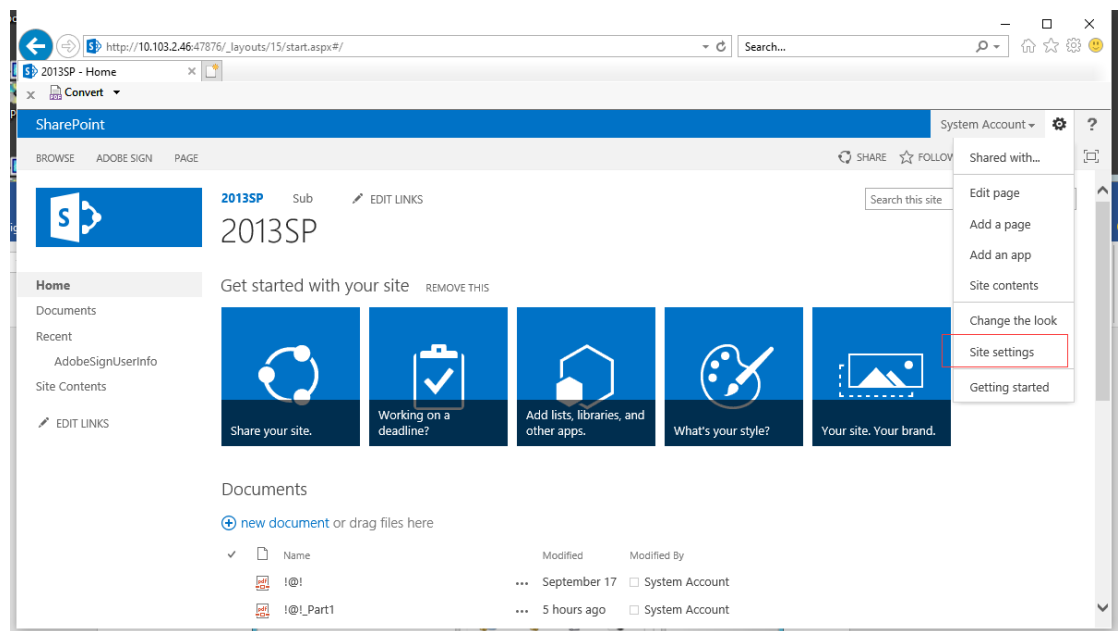 http://10.103.2.46:47876/_layouts/15/start.aspx#/
Search...
2013SP - Home
x Convert
SharePoint
System Account
?
BROWSE ADOBE SIGN PAGE
SHARE FOLLOW
Shared with...
Edit page
Add a page
Add an app
Site contents
Change the look
Site settings
Getting started
S
2013SP Sub EDIT LINKS
Search this site
2013SP
Home
Documents
Recent
AdobeSignUserInfo
Site Contents
EDIT LINKS
Get started with your site REMOVE THIS
Share your site.
Working on a
deadline?
Add lists, libraries, and
other apps.
What's your style?
Your site. Your brand.
Documents
new document or drag files here
Name Modified Modified By
!@! ... September 17 System Account
!@!_Part1 ... 5 hours ago System Account